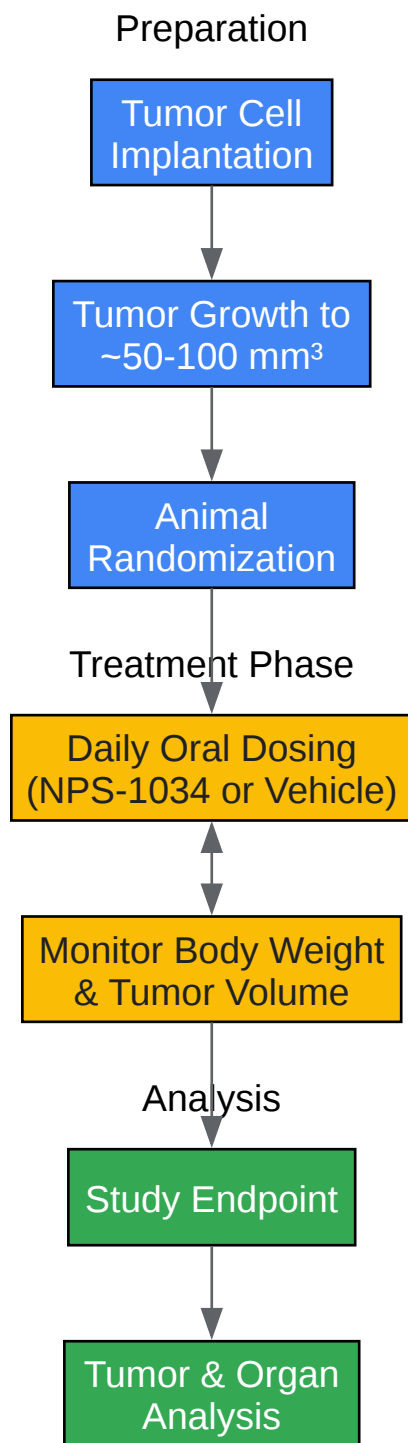 Preparation
Tumor Cell
Implantation
Tumor Growth to
~50-100 mm³
Animal
Randomization
Treatment Phase
Daily Oral Dosing
(NPS-1034 or Vehicle)
Monitor Body Weight
& Tumor Volume
Analysis
Study Endpoint
Tumor & Organ
Analysis